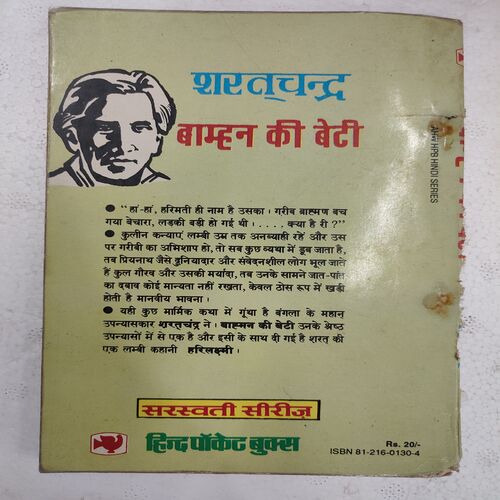 शरत्चन्द्र
बाम्हन की बेटी
● "हां-हां, हरिमती ही नाम है उसका। गरीब ब्राह्मण बच
गया बेचारा, लड़की बड़ी हो गई थी।.... क्या है री?"
● कुलीन कन्याएं लम्बी उम्र तक अनब्याही रहें और उस
पर गरीबी का अभिशाप हो, तो सब कुछ व्यथा में डूब जाता है,
तब प्रियनाथ जैसे दुनियादार और संवेदनशील लोग भूल जाते
हैं कुल गौरव और उसकी मर्यादा, तब उनके सामने जात-पांत
का दबाव कोई मान्यता नहीं रखता, केवल ठोस रूप में खड़ी
होती है मानवीय भावना।
● यही कुछ मार्मिक कथा में गूंथा है बंगला के महान्
उपन्यासकार शरत्चंद्र ने। बाम्हन की बेटी उनके श्रेष्ठ
उपन्यासों में से एक है और इसी के साथ दी गई है शरत् की
एक लम्बी कहानी हरिलक्ष्मी।
सरस्वती सीरीज़
हिन्द पॉकेट बुक्स
Rs. 20/-
ISBN 81-216-0130-4
HPB HINDI SERIES